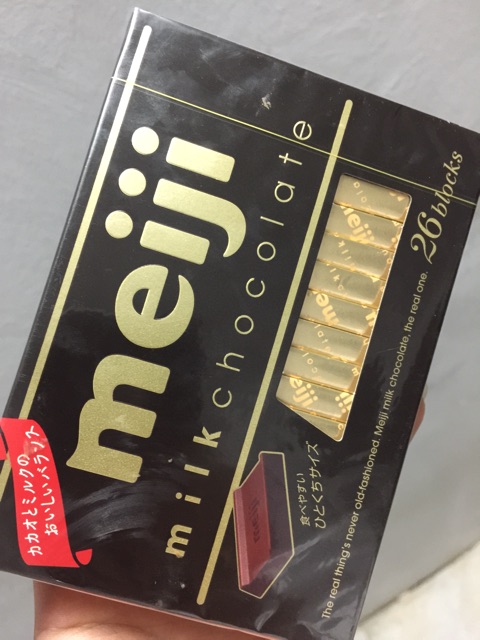 meiji
milk chocolate
26 blocks
The real thing's never old-fashioned. Meiji milk chocolate, the real one.
食べやすい
ひとくちサイズ
meiji
カカオとミルクの
おいしいバランス